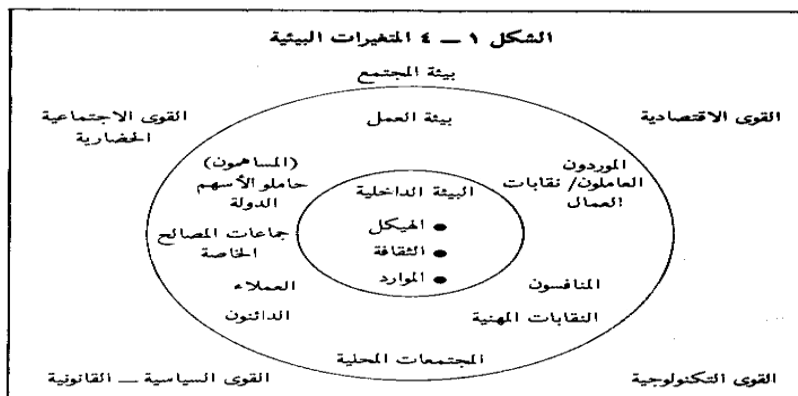 الشكل ١ — ٤ المتغيرات البيئية
بيئة المجتمع
القوى الاقتصادية
القوى الاجتماعية
الحضارية
بيئة العمل
الموردون
العاملون/ نقابات
العمال
(المساهمون)
حاملو الأسهم
الدولة
جماعات المصالح
الخاصة
البيئة الداخلية
● الهيكل
● الثقافة
● الموارد
المنافسون
العملاء
النقابات المهنية
الدائنون
المجتمعات المحلية
القوى التكنولوجية
القوى السياسية — القانونية